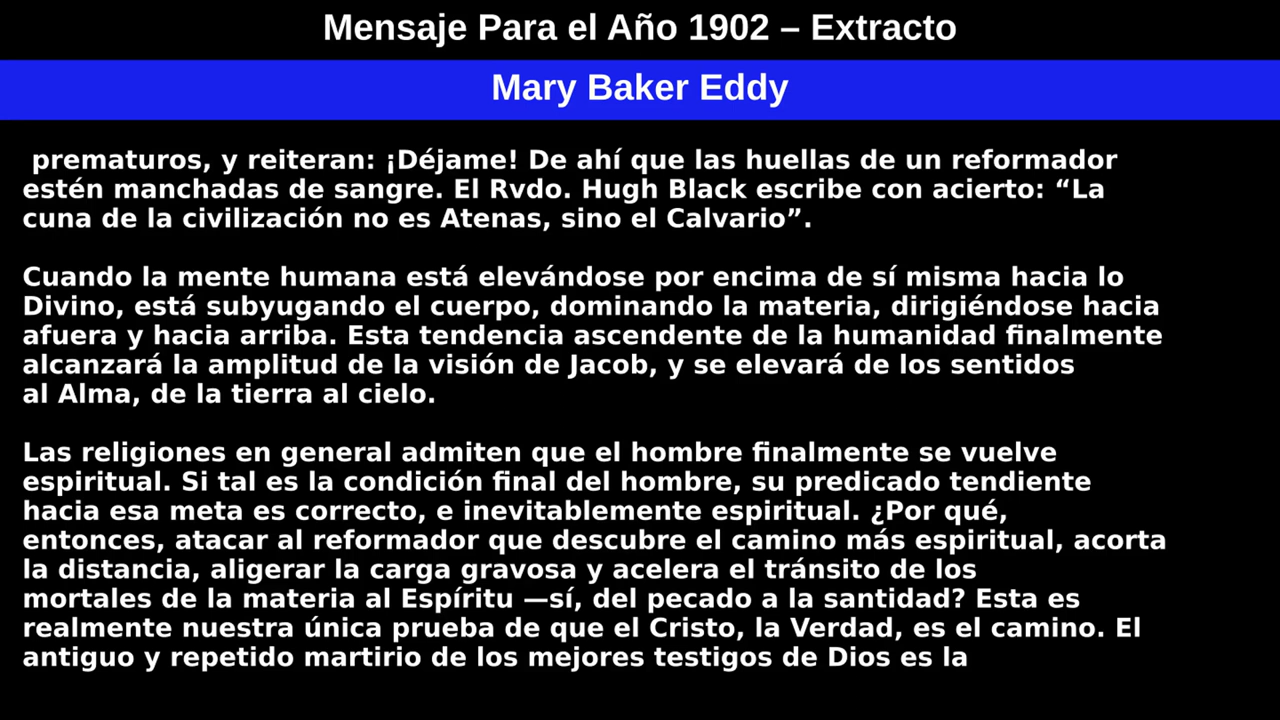 Mensaje Para el Año 1902 – Extracto
Mary Baker Eddy
prematuros, y reiteran: ¡Déjame! De ahí que las huellas de un reformador
estén manchadas de sangre. El Rvdo. Hugh Black escribe con acierto: “La
cuna de la civilización no es Atenas, sino el Calvario”.
Cuando la mente humana está elevándose por encima de sí misma hacia lo
Divino, está subyugando el cuerpo, dominando la materia, dirigiéndose hacia
afuera y hacia arriba. Esta tendencia ascendente de la humanidad finalmente
alcanzará la amplitud de la visión de Jacob, y se elevará de los sentidos
al Alma, de la tierra al cielo.
Las religiones en general admiten que el hombre finalmente se vuelve
espiritual. Si tal es la condición final del hombre, su predicado tendiente
hacia esa meta es correcto, e inevitablemente espiritual. ¿Por qué,
entonces, atacar al reformador que descubre el camino más espiritual, acorta
la distancia, aligerar la carga gravosa y acelera el tránsito de los
mortales de la materia al Espíritu —sí, del pecado a la santidad? Esta es
realmente nuestra única prueba de que el Cristo, la Verdad, es el camino. El
antiguo y repetido martirio de los mejores testigos de Dios es la